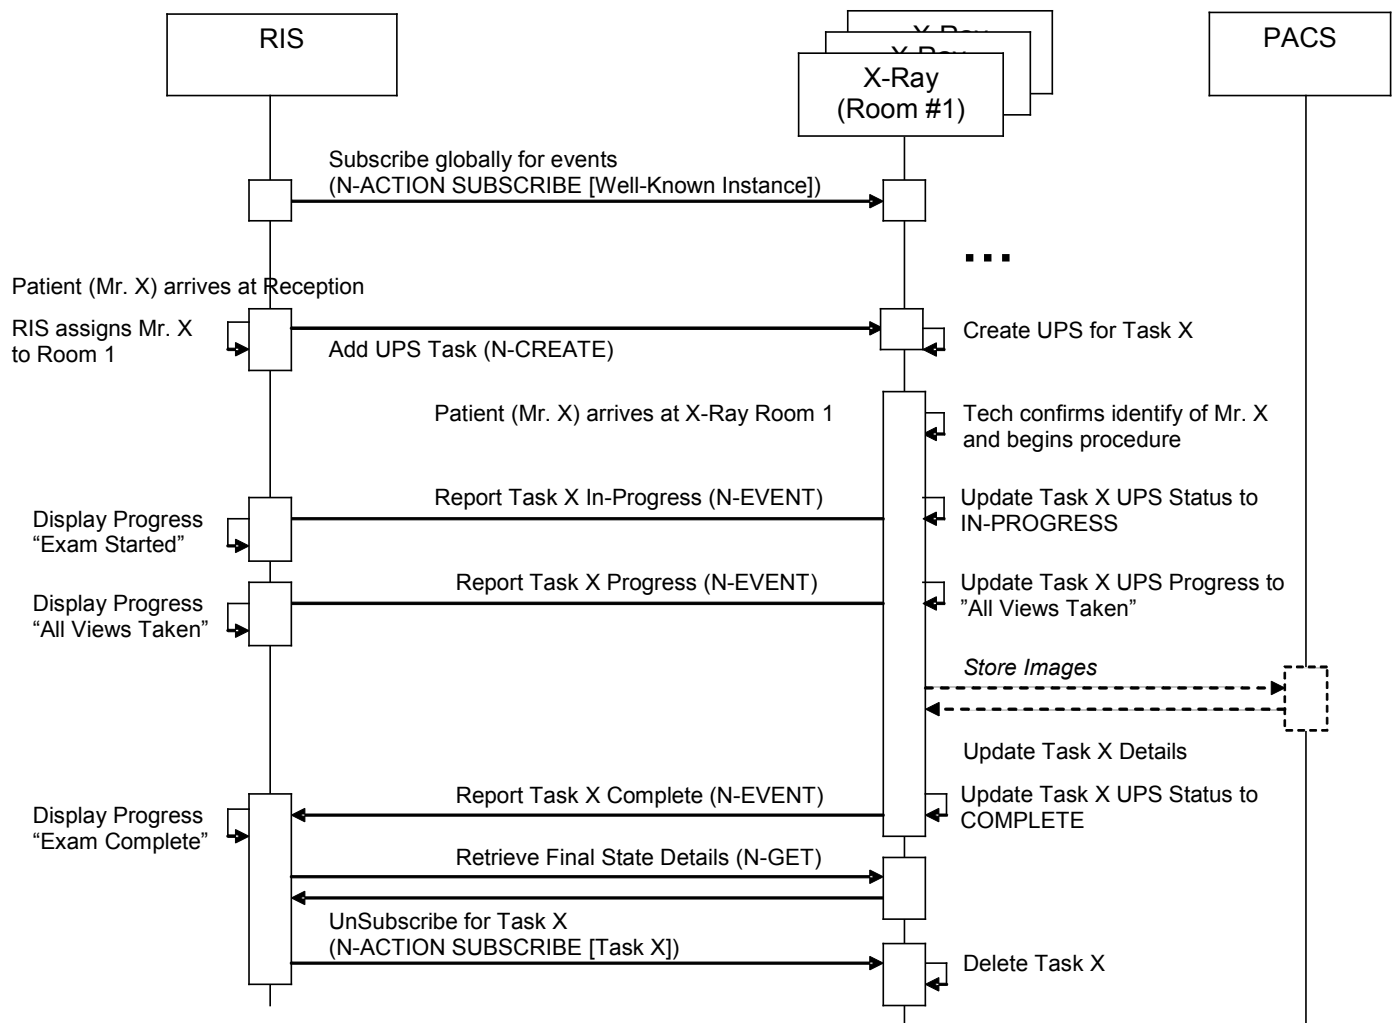 RIS
X-Ray
X-Ray
X-Ray
(Room #1)
PACS
Subscribe globally for events
(N-ACTION SUBSCRIBE [Well-Known Instance])
...
Patient (Mr. X) arrives at Reception
RIS assigns Mr. X
to Room 1
Add UPS Task (N-CREATE)
Create UPS for Task X
Patient (Mr. X) arrives at X-Ray Room 1
Tech confirms identify of Mr. X
and begins procedure
Report Task X In-Progress (N-EVENT)
Update Task X UPS Status to
IN-PROGRESS
Display Progress
“Exam Started”
Report Task X Progress (N-EVENT)
Update Task X UPS Progress to
”All Views Taken”
Display Progress
“All Views Taken”
Store Images
Update Task X Details
Report Task X Complete (N-EVENT)
Update Task X UPS Status to
COMPLETE
Display Progress
“Exam Complete”
Retrieve Final State Details (N-GET)
UnSubscribe for Task X
(N-ACTION SUBSCRIBE [Task X])
Delete Task X